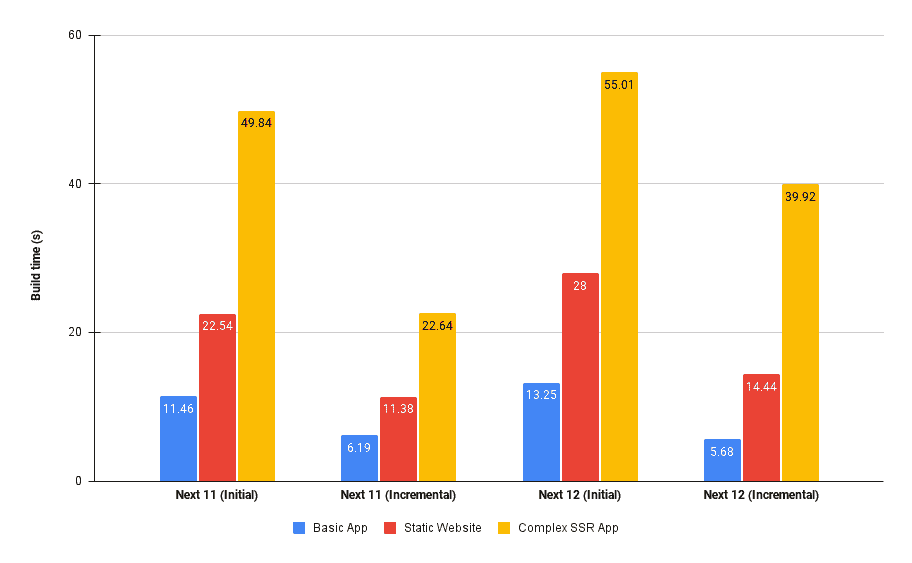 60
40
20
0
Build time (s)
11.46
22.54
49.84
6.19
11.38
22.64
13.25
28
55.01
5.68
14.44
39.92
Next 11 (Initial)
Next 11 (Incremental)
Next 12 (Initial)
Next 12 (Incremental)
Basic App
Static Website
Complex SSR App